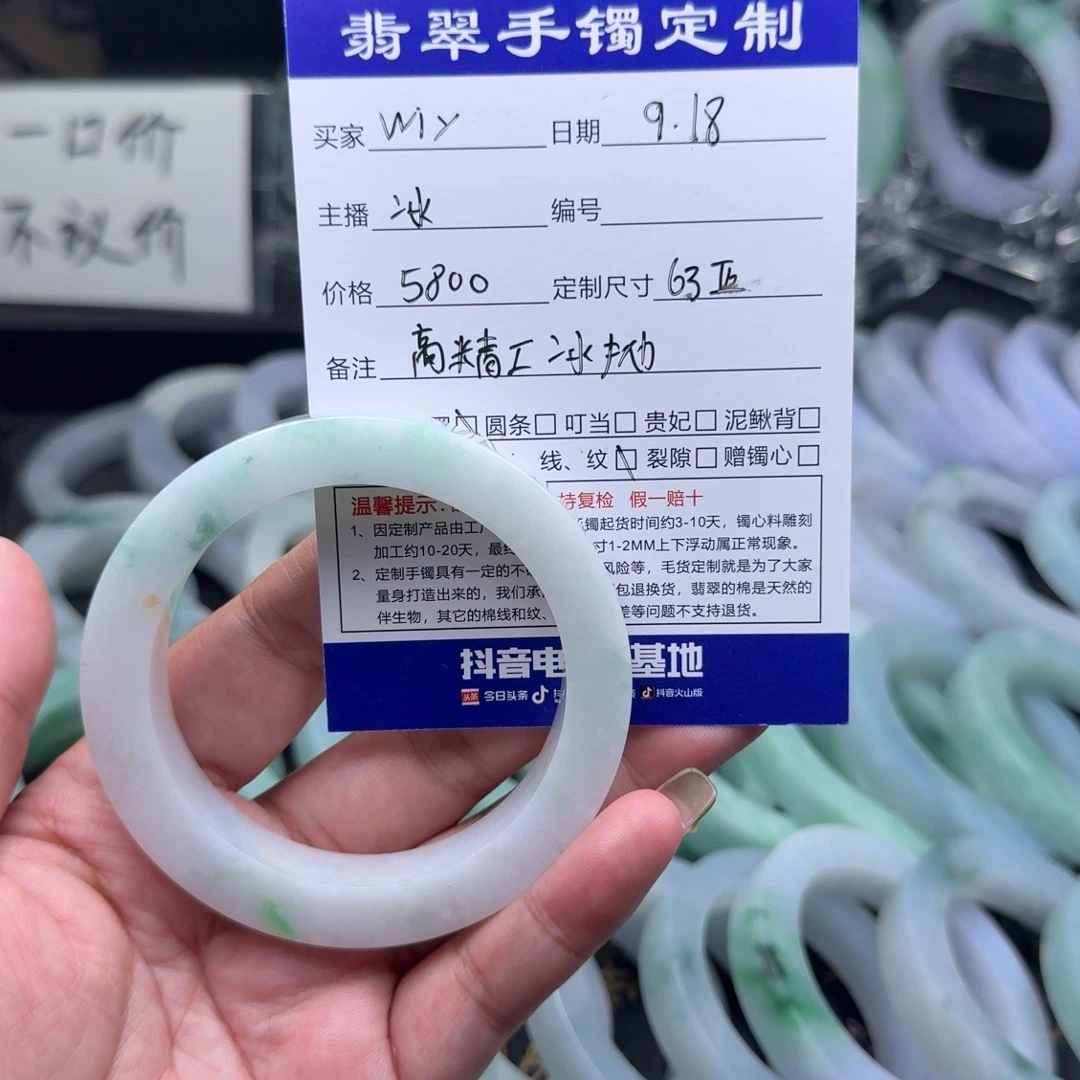 一口价
不议价
翡翠手镯定制
买家 wiy 日期 9.18
主播 冰 编号
价格 5800 定制尺寸 63正
备注 高精工冰抛
圆条□ 叮当□ 贵妃□ 泥鳅背□
线、纹□ 裂隙□ 赠镯心□
温馨提示: 持复检 假一赔十
1、因定制产品由工 镯起货时间约3-10天，镯心料雕刻
加工约10-20天，最终 寸1-2MM上下浮动属正常现象。
2、定制手镯具有一定的不 风险等，毛货定制就是为了大家
量身打造出来的，我们承 包退换货，翡翠的棉是天然的
伴生物，其它的棉线和纹、 差等问题不支持退货。
抖音电 基地
头条 今日头条 抖 抖音火山版